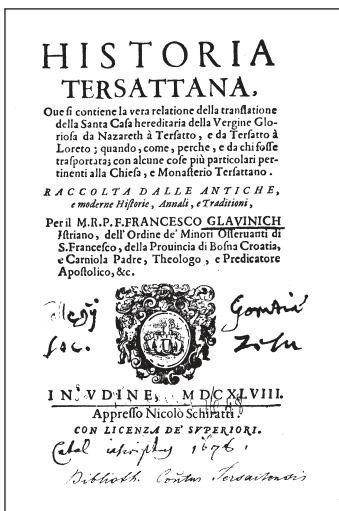 HISTORIA
TERSATTANA,
Oue si contiene la vera relatione della translatione
della Santa Casa hereditaria della Vergine Glo-
riosa da Nazareth à Tersatto, e da Tersatto à
Loreto; quando, come, perche, e da chi fosse
trasportata; con alcune cose più particolari per-
tinenti alla Chiesa, e Monasterio Tersattano.
RACCOLTA DALLE ANTICHE,
e moderne Historie, Annali, e Traditioni,
Per il M.R.P.F.FRANCESCO GLAVINICH
Istriano, dell'Ordine de' Minori Osseruanti di
S. Francesco, della Prouincia di Bosna Croatia,
e Carniola Padre, Theologo, e Predicatore
Apostolico, &c.
Soc.
IN VDINE, MDCXLVIII.
Appresso Nicolò Schiratti.
CON LICENZA DE' SVPERIORI.
1676.
Biblioth. Contus Tersactensis